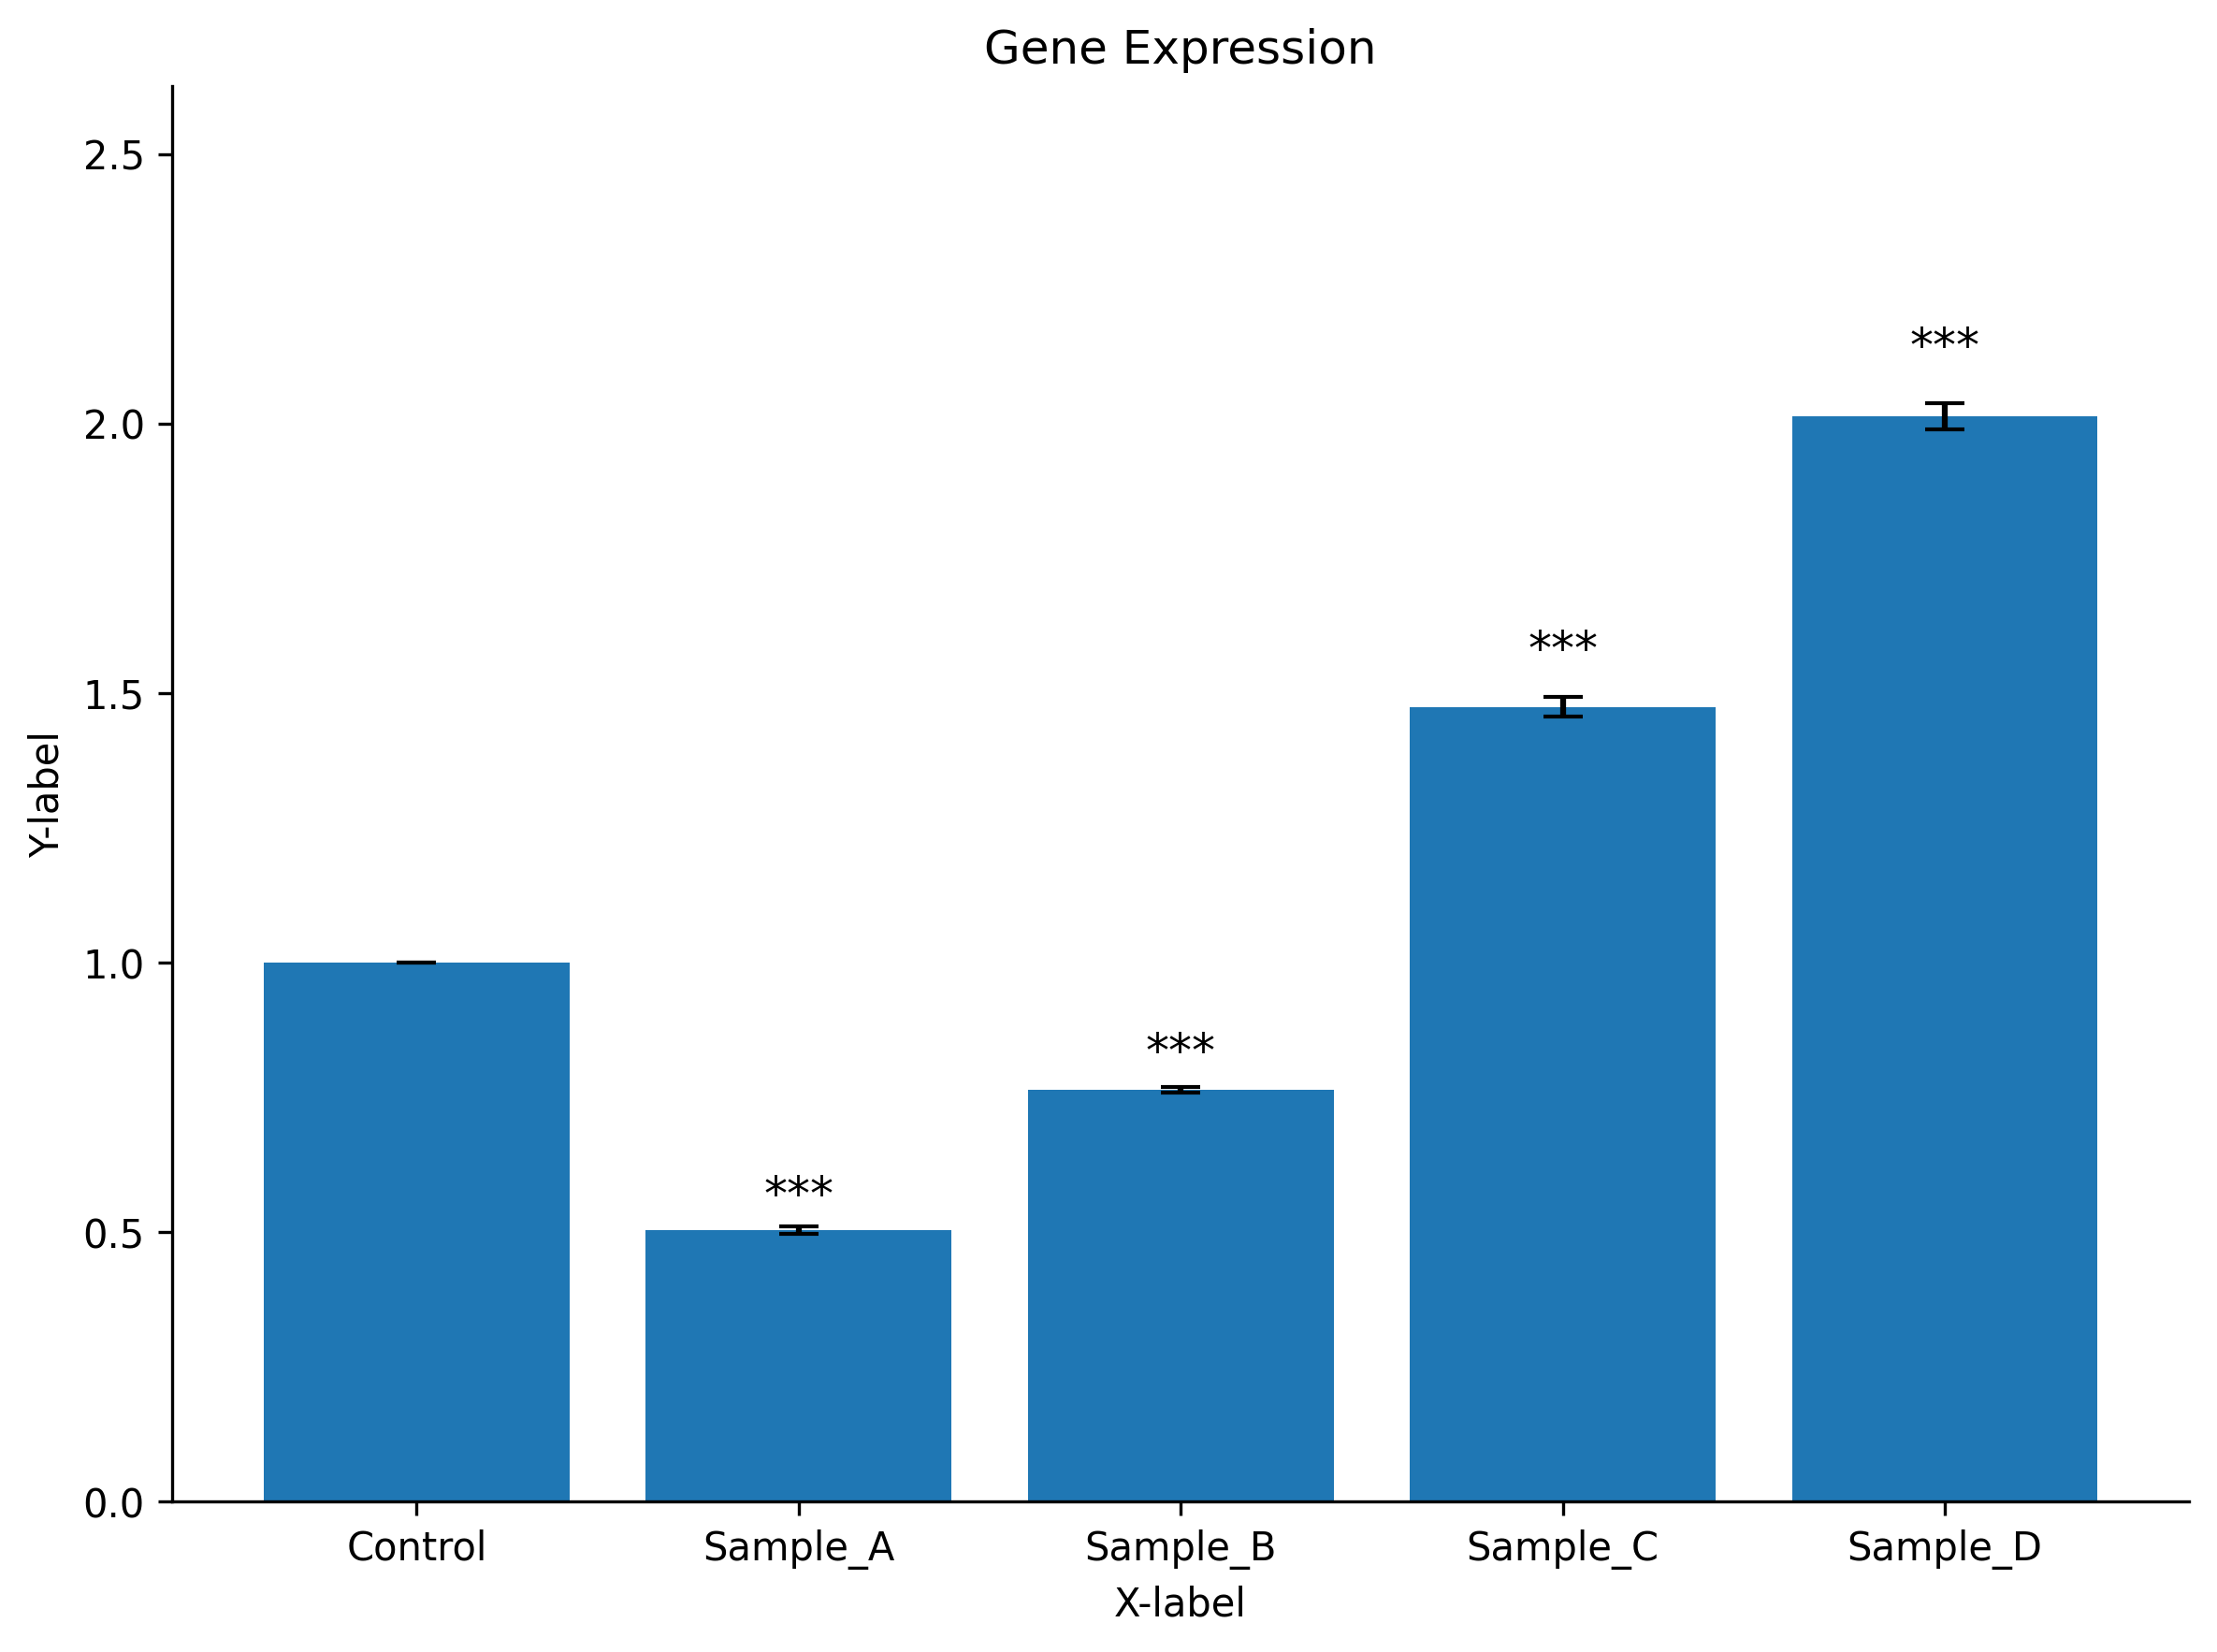 Gene Expression
2.5
2.0
1.5
1.0
0.5
0.0
Y-label
***
***
***
***
Control Sample_A Sample_B Sample_C Sample_D
X-label